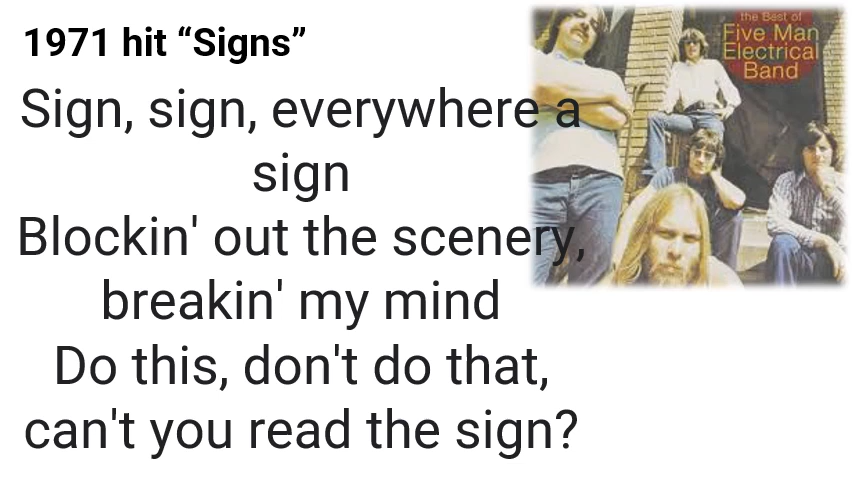 1971 hit “Signs”
Sign, sign, everywhere a
sign
Blockin' out the scenery,
breakin' my mind
Do this, don't do that,
can't you read the sign?
the Best of
Five Man
Electrical
Band